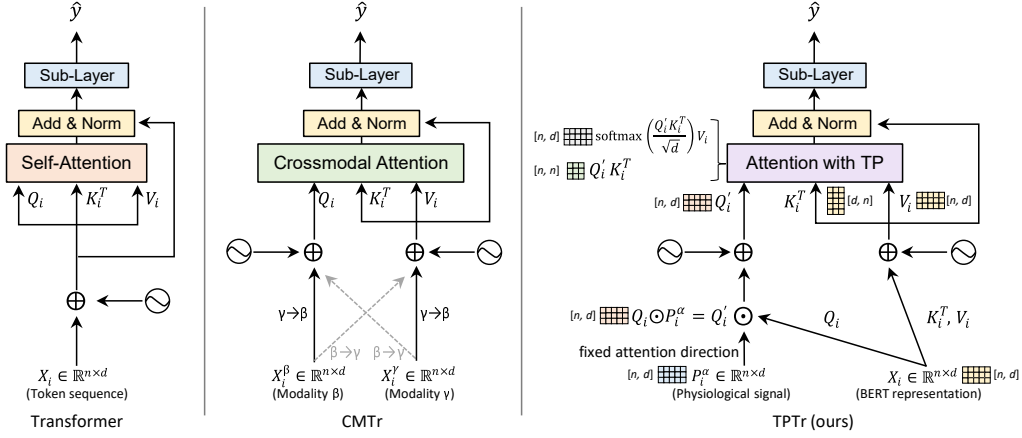 ŷ
Sub-Layer
Add & Norm
Self-Attention
Q_i K_i^T V_i
X_i ∈ ℝ^{n×d}
(Token sequence)
Transformer
ŷ
Sub-Layer
Add & Norm
Crossmodal Attention
Q_i K_i^T V_i
γ→β γ→β
β→γ β→γ
X_i^β ∈ ℝ^{n×d} X_i^γ ∈ ℝ^{n×d}
(Modality β) (Modality γ)
CMTr
ŷ
Sub-Layer
Add & Norm
[n, d] softmax (Q_i^′ K_i^T / √d) V_i
Attention with TP
[n, n] Q_i^′ K_i^T
[n, d] Q_i^′ K_i^T [d, n] V_i [n, d]
[n, d] Q_i ⊙ P_i^α = Q_i^′ Q_i K_i^T, V_i
fixed attention direction
[n, d] P_i^α ∈ ℝ^{n×d} X_i ∈ ℝ^{n×d} [n, d]
(Physiological signal) (BERT representation)
TPTr (ours)